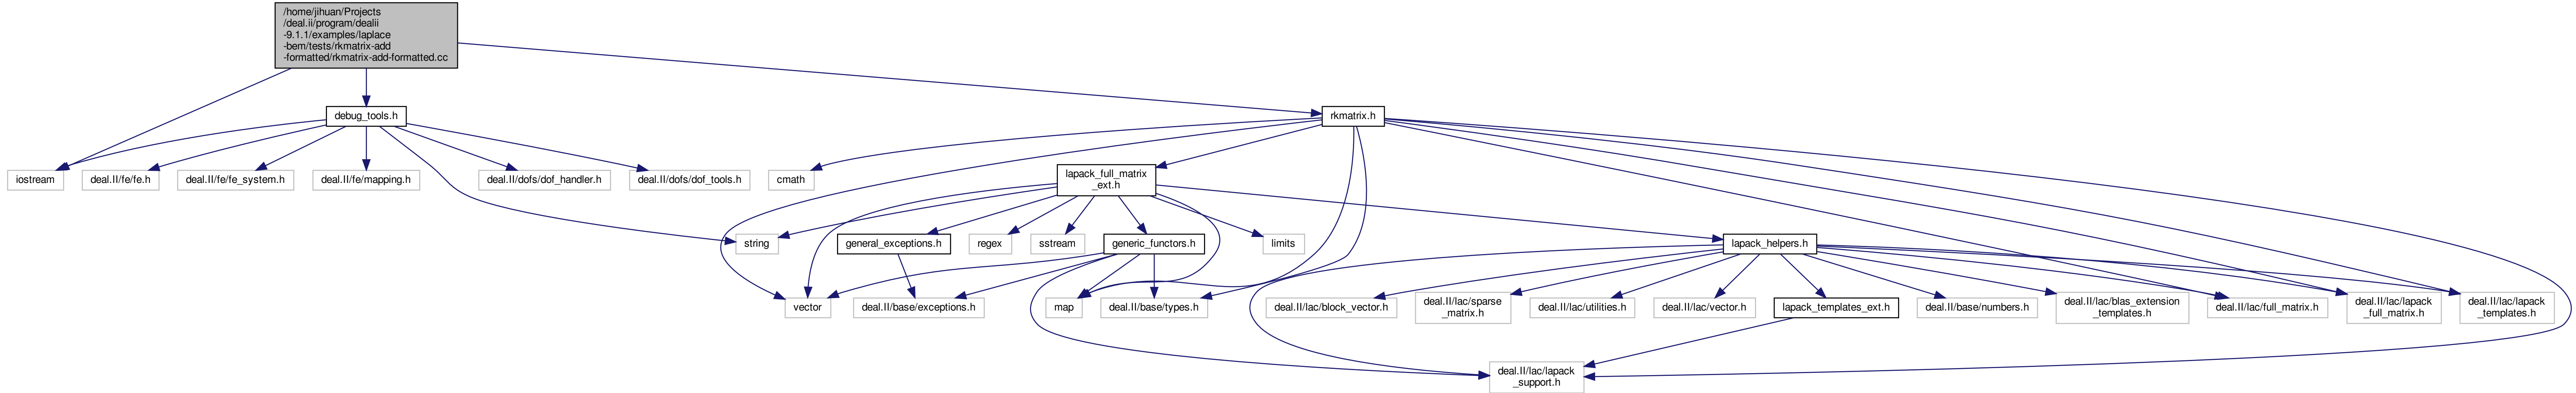 /home/jihuan/Projects
/deal.ii/program/dealii
-9.1.1/examples/laplace
-bem/tests/rkmatrix-add
-formatted/rkmatrix-add-formatted.cc
debug_tools.h
rkmatrix.h
iostream
deal.II/fe/fe.h
deal.II/fe/fe_system.h
deal.II/fe/mapping.h
deal.II/dofs/dof_handler.h
deal.II/dofs/dof_tools.h
cmath
lapack_full_matrix
_ext.h
string
general_exceptions.h
regex
sstream
generic_functors.h
limits
lapack_helpers.h
vector
deal.II/base/exceptions.h
map
deal.II/base/types.h
deal.II/lac/block_vector.h
deal.II/lac/sparse
_matrix.h
deal.II/lac/utilities.h
deal.II/lac/vector.h
lapack_templates_ext.h
deal.II/base/numbers.h
deal.II/lac/blas_extension
_templates.h
deal.II/lac/full_matrix.h
deal.II/lac/lapack
_full_matrix.h
deal.II/lac/lapack
_templates.h
deal.II/lac/lapack
_support.h